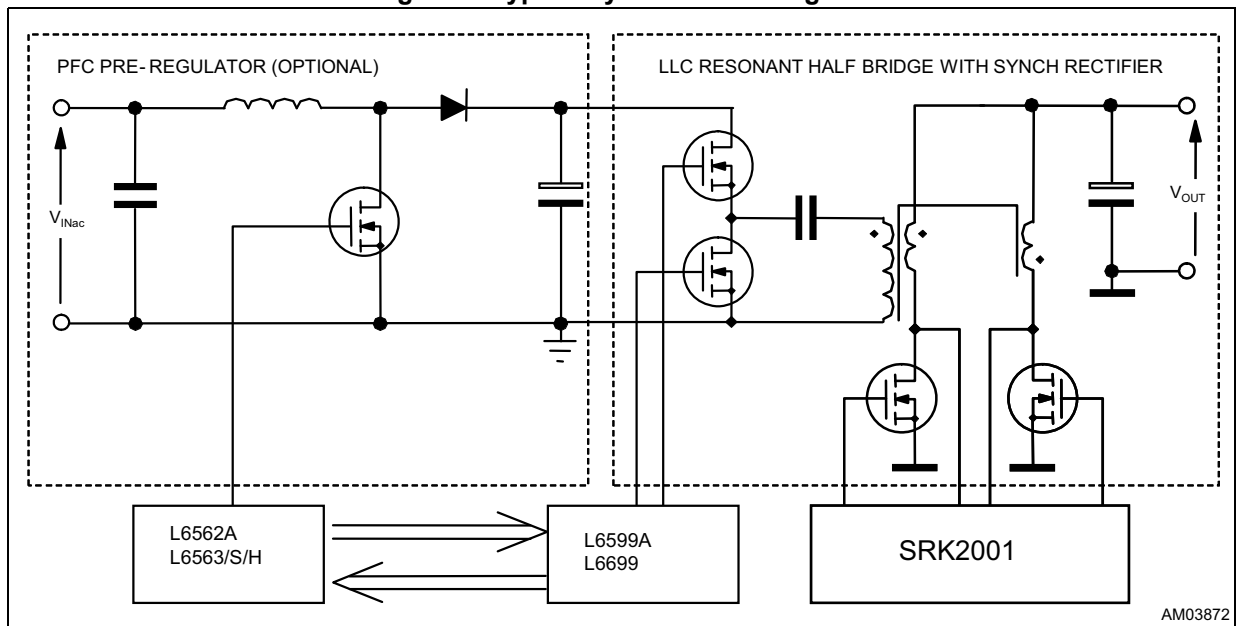 PFC PRE- REGULATOR (OPTIONAL)
LLC RESONANT HALF BRIDGE WITH SYNCH RECTIFIER
VINac
VOUT
L6562A
L6563/S/H
L6599A
L6699
SRK2001
AM03872